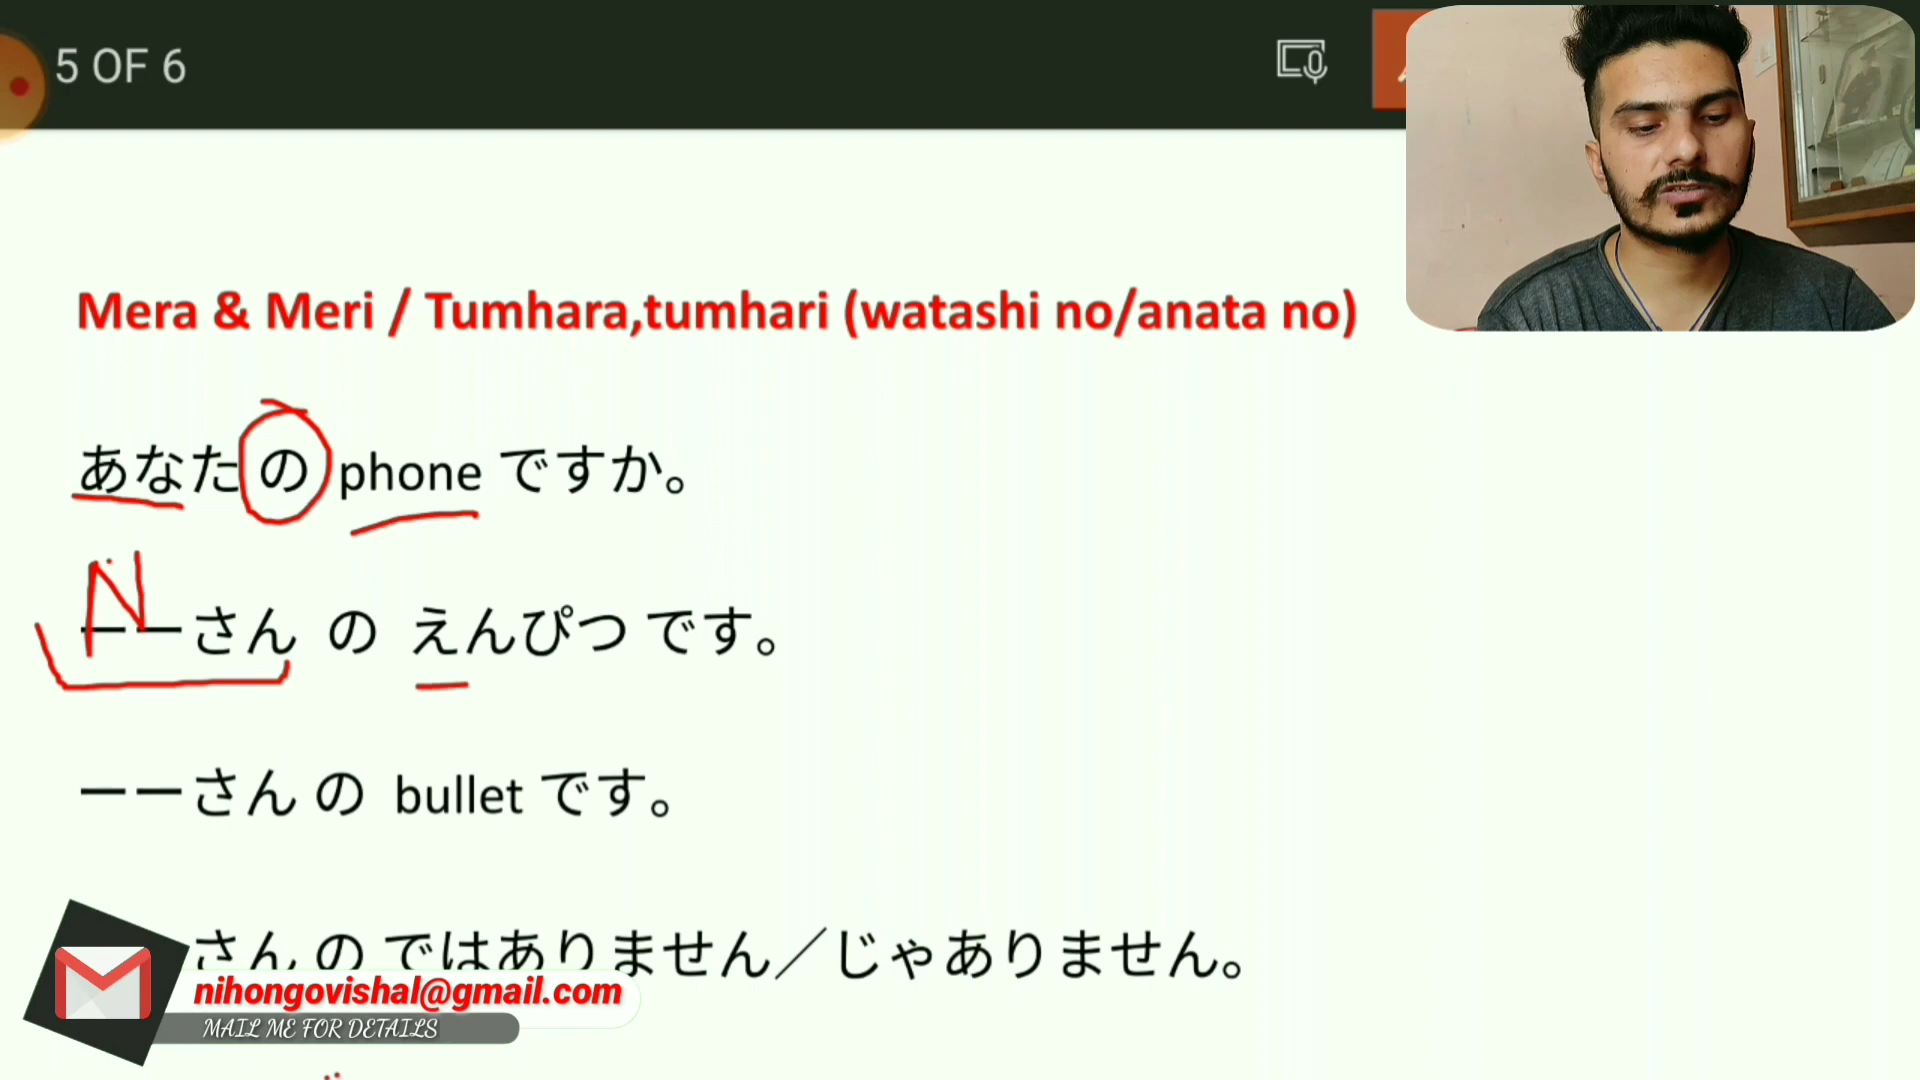 5 OF 6
Mera & Meri / Tumhara,tumhari (watashi no/anata no)
あなた の phone ですか。
N
ーーさん の えんぴつ です。
ーーさん の bullet です。
さん の ではありません／じゃありません。
nihongovishal@gmail.com
MAIL ME FOR DETAILS